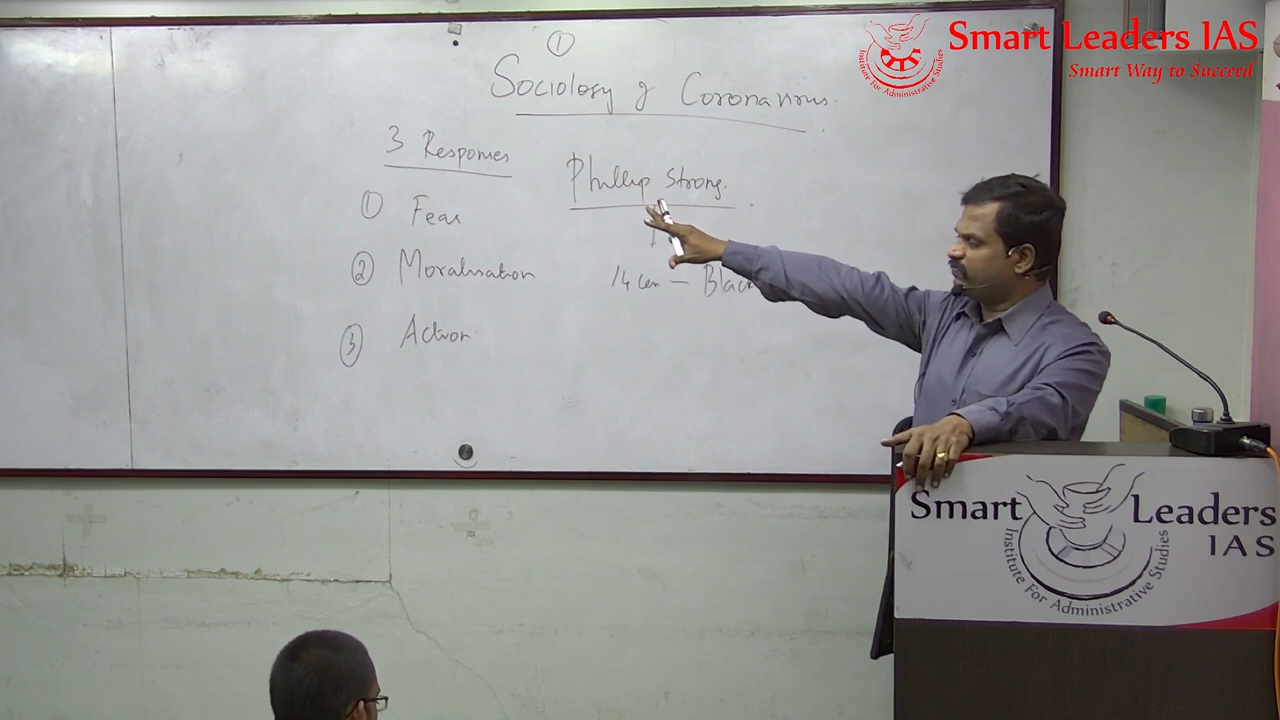 Smart Leaders IAS
Smart Way to Succeed
Institute For Administrative Studies
①
Sociology of Coronavirus.
3 Responses
Phillip Strong.
① Fear
② Moralisation
14 cen — Black
③ Action
Smart Leaders
IAS
Institute For Administrative Studies